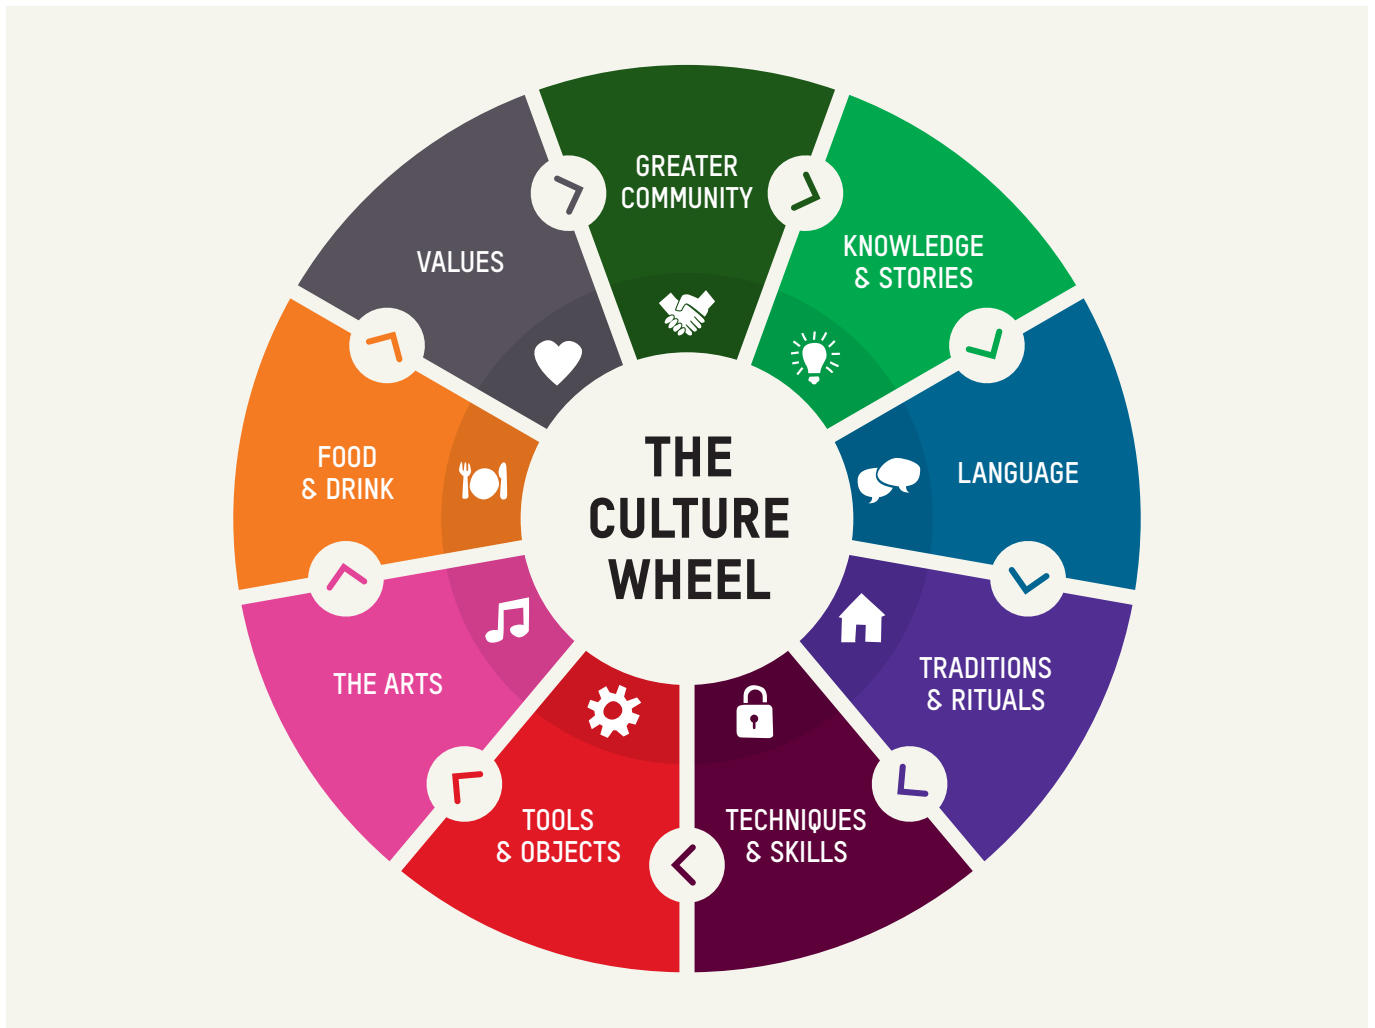 THE
CULTURE
WHEEL
GREATER
COMMUNITY
KNOWLEDGE
& STORIES
LANGUAGE
TRADITIONS
& RITUALS
TECHNIQUES
& SKILLS
TOOLS
& OBJECTS
THE ARTS
FOOD
& DRINK
VALUES